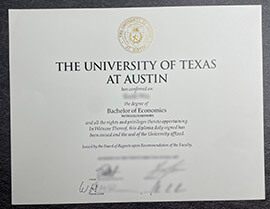 THE UNIVERSITY OF TEXAS
AT AUSTIN
has conferred on
the degree of
Bachelor of Economics
and all the rights and privileges thereto appertaining.
In Witness Thereof, this diploma duly signed has
been issued and the seal of the University affixed.
Issued by the Board of Regents upon Recommendation of the Faculty.